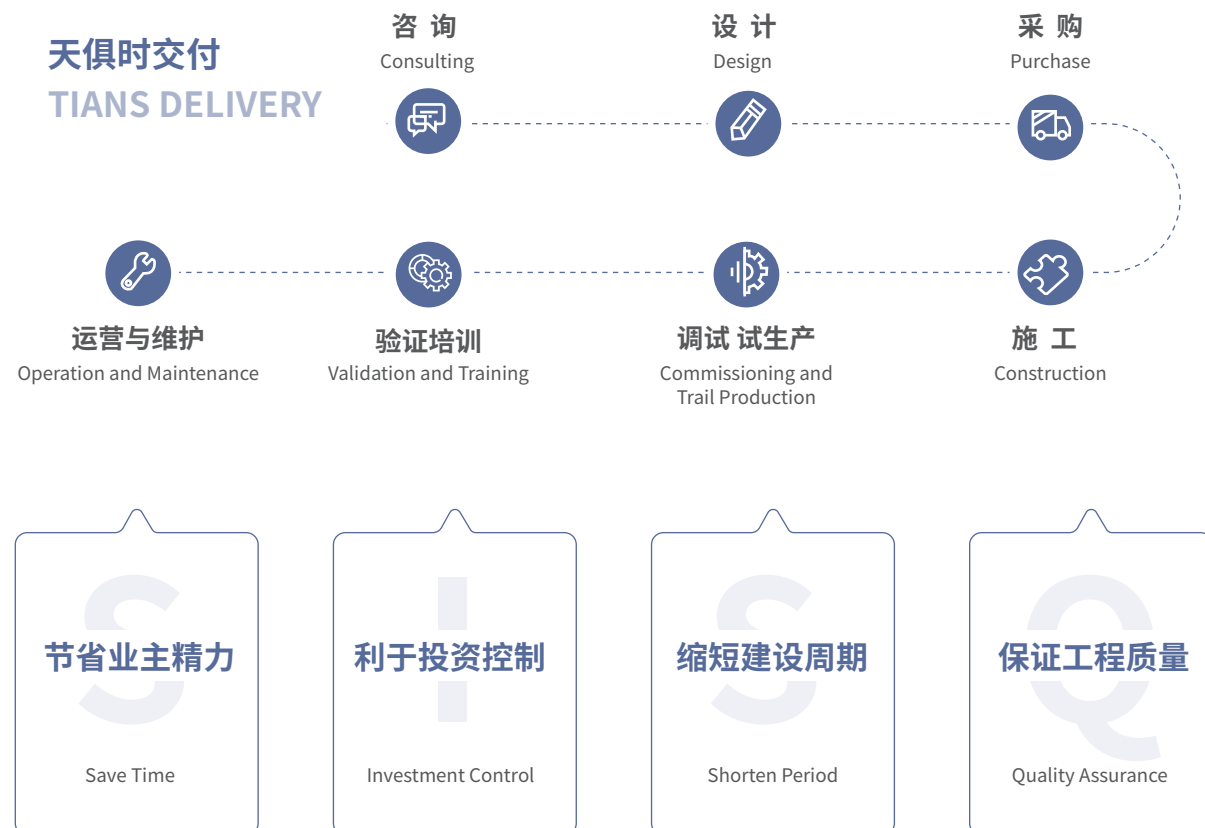 天俱时交付
TIANS DELIVERY
咨 询
Consulting
设 计
Design
采 购
Purchase
运营与维护
Operation and Maintenance
验证培训
Validation and Training
调试 试生产
Commissioning and
Trail Production
施 工
Construction
S
节省业主精力
Save Time
I
利于投资控制
Investment Control
S
缩短建设周期
Shorten Period
Q
保证工程质量
Quality Assurance